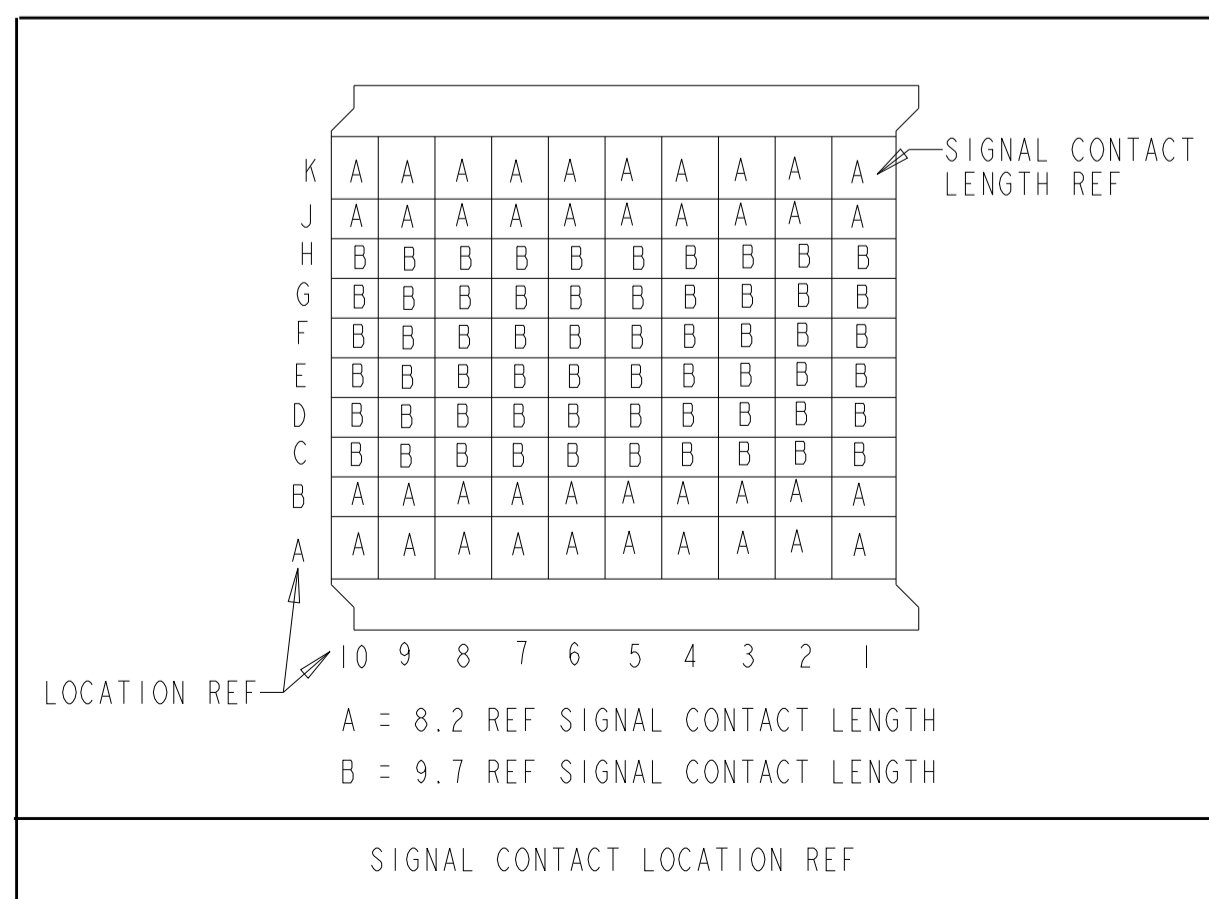 K A A A A A A A A A A
SIGNAL CONTACT
LENGTH REF
J A A A A A A A A A A
H B B B B B B B B B B
G B B B B B B B B B B
F B B B B B B B B B B
E B B B B B B B B B B
D B B B B B B B B B B
C B B B B B B B B B B
B A A A A A A A A A A
A A A A A A A A A A A
10 9 8 7 6 5 4 3 2 1
LOCATION REF
A = 8.2 REF SIGNAL CONTACT LENGTH
B = 9.7 REF SIGNAL CONTACT LENGTH
SIGNAL CONTACT LOCATION REF